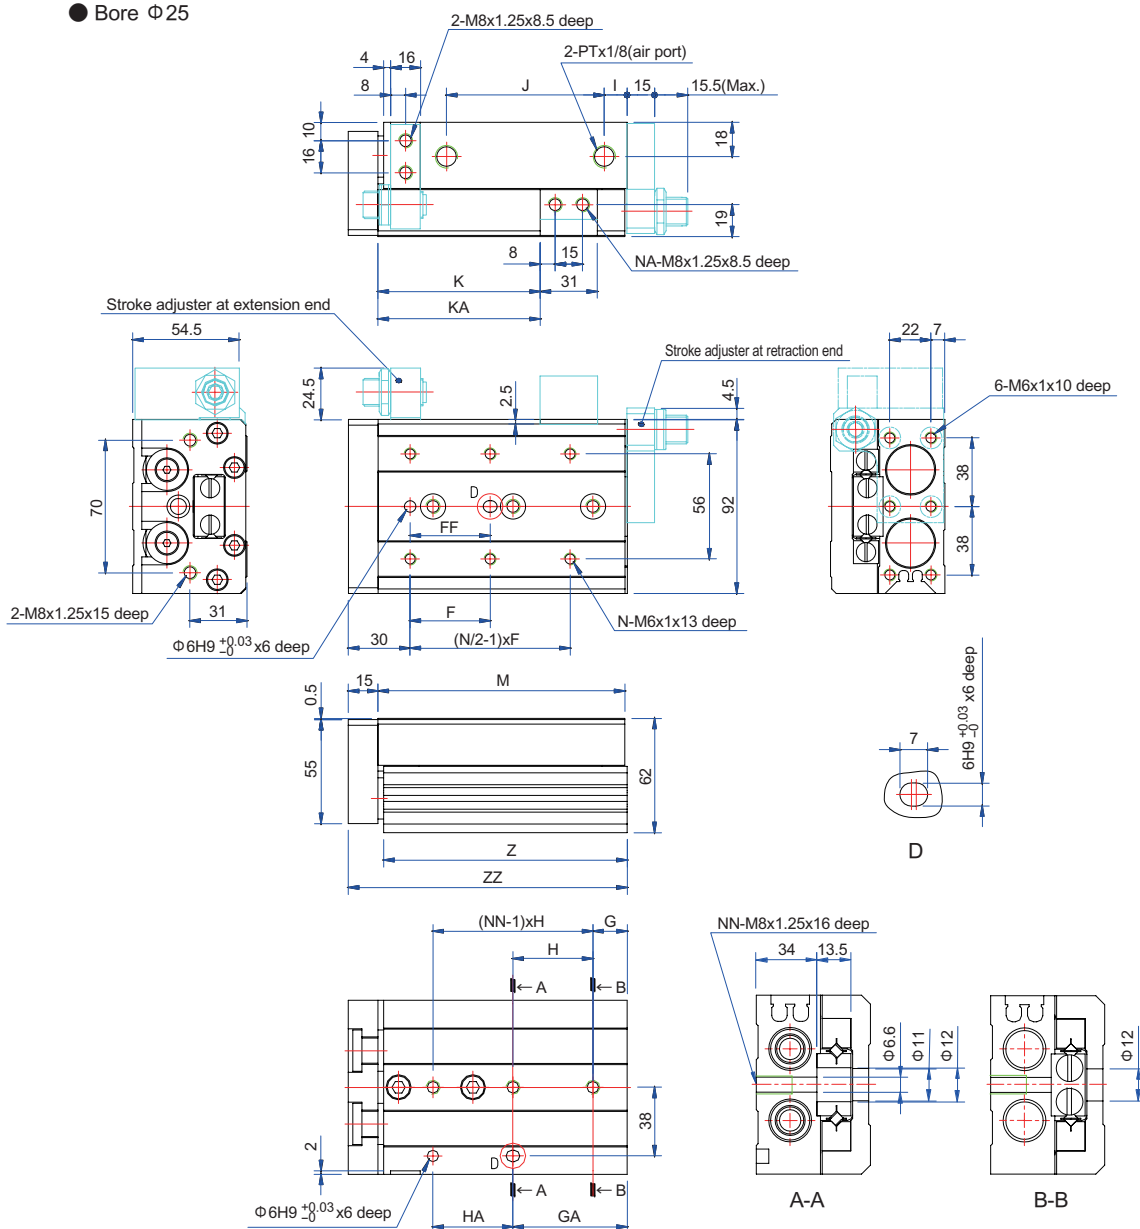 ● Bore Φ25
2-M8x1.25x8.5 deep
2-PTx1/8(air port)
4
16
8
J
I
15
15.5(Max.)
10
16
18
19
8
15
NA-M8x1.25x8.5 deep
K
31
KA
Stroke adjuster at extension end
54.5
Stroke adjuster at retraction end
22
7
24.5
2.5
4.5
6-M6x1x10 deep
70
D
FF
56
92
38
38
2-M8x1.25x15 deep
31
F
N-M6x1x13 deep
Φ6H9 +0.03 -0 x6 deep
30
(N/2-1)xF
0.5
15
M
55
62
7
6H9 +0.03 -0 x6 deep
D
Z
ZZ
(NN-1)xH
G
H
NN-M8x1.25x16 deep
34
13.5
A
B
Φ6.6
Φ11
Φ12
Φ12
38
2
D
A
B
Φ6H9 +0.03 -0 x6 deep
HA
GA
A-A
B-B